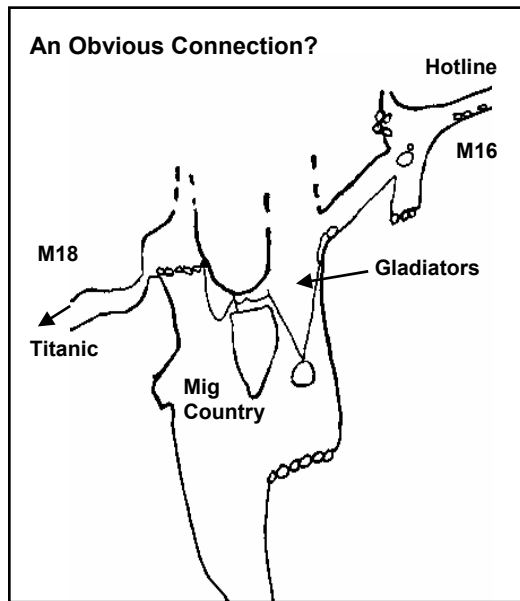 An Obvious Connection?
Hotline
M16
M18
Gladiators
Titanic
Mig
Country